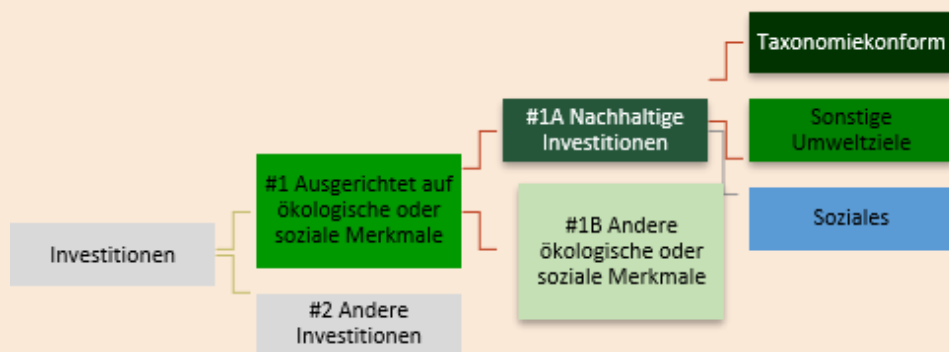 Taxonomiekonform
#1A Nachhaltige
Investitionen
Sonstige
Umweltziele
#1 Ausgerichtet auf
ökologische oder
soziale Merkmale
#1B Andere
ökologische oder
soziale Merkmale
Soziales
Investitionen
#2 Andere
Investitionen